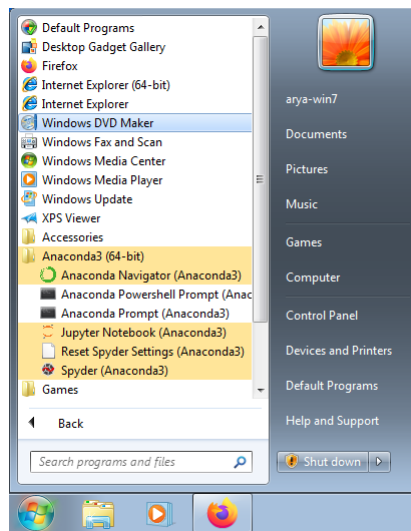 Default Programs
Desktop Gadget Gallery
Firefox
Internet Explorer (64-bit)
Internet Explorer
Windows DVD Maker
Windows Fax and Scan
Windows Media Center
Windows Media Player
Windows Update
XPS Viewer
Accessories
Anaconda3 (64-bit)
Anaconda Navigator (Anaconda3)
Anaconda Powershell Prompt (Anac
Anaconda Prompt (Anaconda3)
Jupyter Notebook (Anaconda3)
Reset Spyder Settings (Anaconda3)
Spyder (Anaconda3)
Games
Back
Search programs and files
arya-win7
Documents
Pictures
Music
Games
Computer
Control Panel
Devices and Printers
Default Programs
Help and Support
Shut down